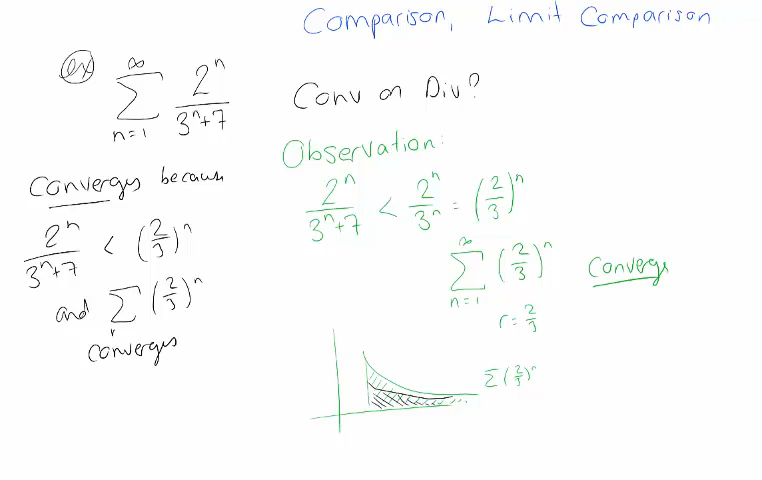 Comparison, Limit Comparison
ex ∞ Σ n=1 2^n / 3^n+7 Conv or Div?
Observation:
2^n / 3^n+7 < 2^n / 3^n = (2/3)^n
∞ Σ n=1 (2/3)^n Converge
r = 2/3
Σ(2/3)^n
Converges because
2^n / 3^n+7 < (2/3)^n
and Σ (2/3)^n
converges